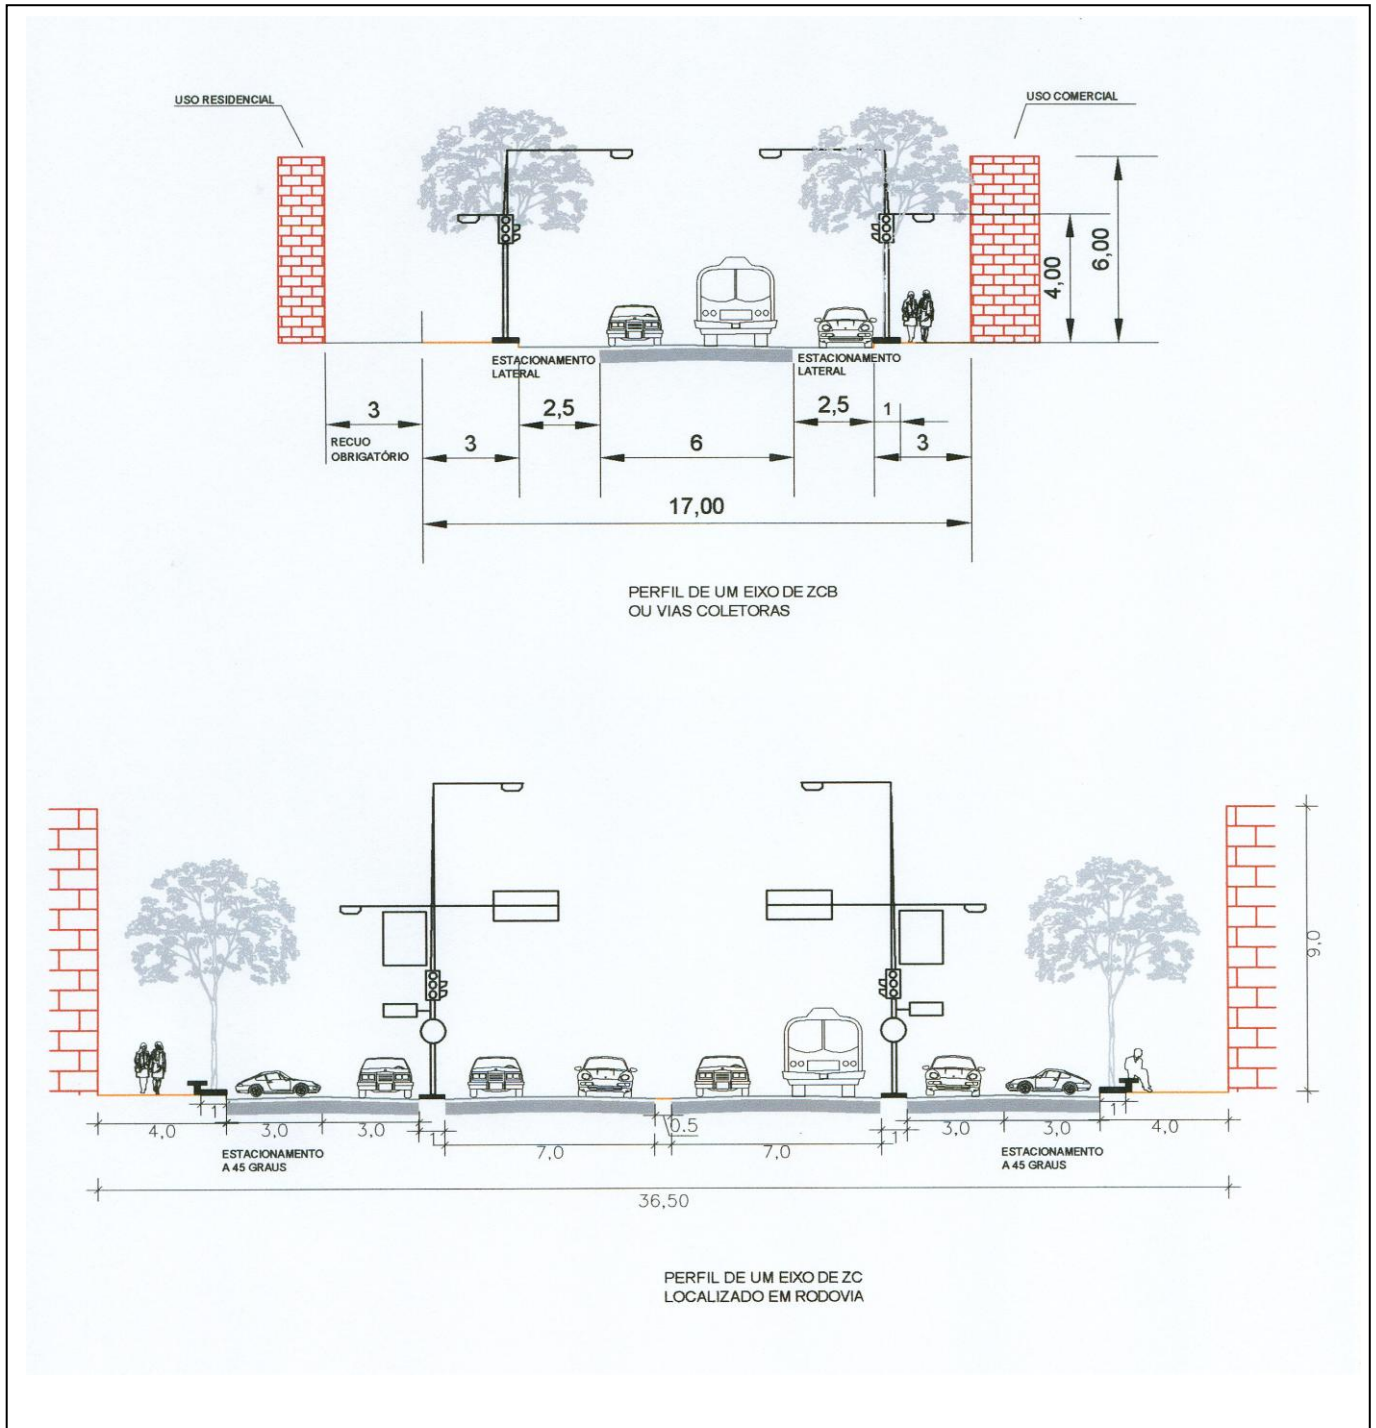 USO RESIDENCIAL
USO COMERCIAL
6,00
4,00
ESTACIONAMENTO
LATERAL
ESTACIONAMENTO
LATERAL
3
2,5
2,5
1
RECUO
OBRIGATÓRIO
3
6
3
17,00
PERFIL DE UM EIXO DE ZCB
OU VIAS COLETORAS
9,0
4,0
1
3,0
3,0
1
7,0
0.5
7,0
1
3,0
3,0
1
4,0
ESTACIONAMENTO
A 45 GRAUS
ESTACIONAMENTO
A 45 GRAUS
36,50
PERFIL DE UM EIXO DE ZC
LOCALIZADO EM RODOVIA